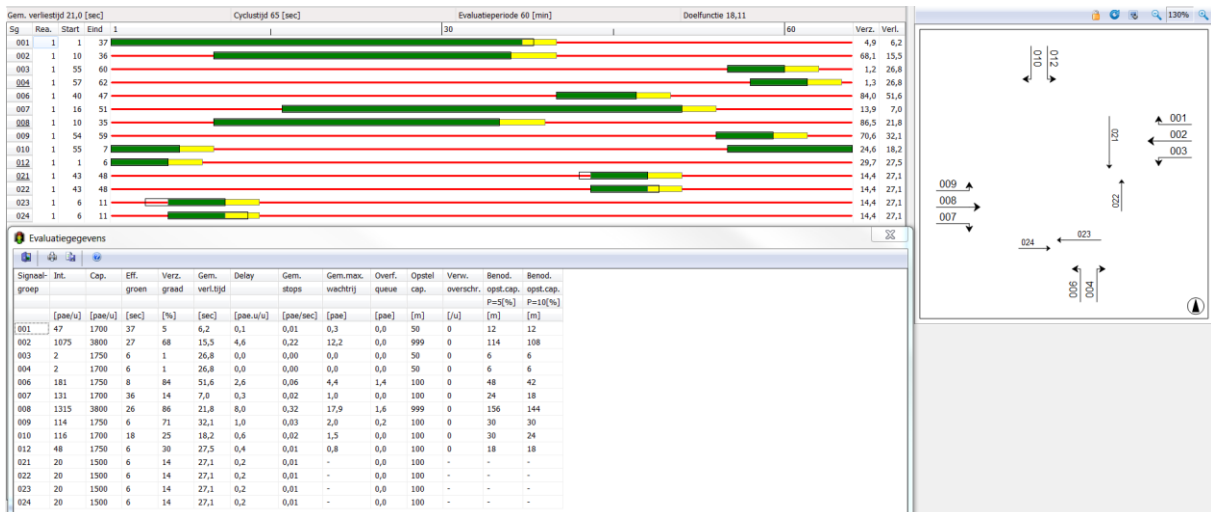 Gem. verliestijd 21,0 [sec] Cyclustijd 65 [sec] Evaluatieperiode 60 [min] Doelfunctie 18,11
Sg Rea. Start Eind 1 30 60 Verz. Verl.
001 1 1 37 4,9 6,2
002 1 10 36 68,1 15,5
003 1 55 60 1,2 26,8
004 1 57 62 1,3 26,8
006 1 40 47 84,0 51,6
007 1 16 51 13,9 7,0
008 1 10 35 86,5 21,8
009 1 54 59 70,6 32,1
010 1 55 7 24,6 18,2
012 1 1 6 29,7 27,5
021 1 43 48 14,4 27,1
022 1 43 48 14,4 27,1
023 1 6 11 14,4 27,1
024 1 6 11 14,4 27,1
Evaluatiegegevens
Signaal- Int. Cap. Eff. Verz. Gem. Delay Gem. Gem.max. Overf. Opstel Verw. Benod. Benod.
groep groen graad verl.tijd stops wachtrij queue cap. overschr. opst.cap. opst.cap.
P=5[%] P=10[%]
[pae/u] [pae/u] [sec] [%] [sec] [pae.u/u] [pae/sec] [pae] [pae] [m] [/u] [m] [m]
001 47 1700 37 5 6,2 0,1 0,01 0,3 0,0 50 0 12 12
002 1075 3800 27 68 15,5 4,6 0,22 12,2 0,0 999 0 114 108
003 2 1750 6 1 26,8 0,0 0,00 0,0 0,0 50 0 6 6
004 2 1700 6 1 26,8 0,0 0,00 0,0 0,0 50 0 6 6
006 181 1750 8 84 51,6 2,6 0,06 4,4 1,4 100 0 48 42
007 131 1700 36 14 7,0 0,3 0,02 1,0 0,0 100 0 24 18
008 1315 3800 26 86 21,8 8,0 0,32 17,9 1,6 999 0 156 144
009 114 1750 6 71 32,1 1,0 0,03 2,0 0,2 100 0 30 30
010 116 1700 18 25 18,2 0,6 0,02 1,5 0,0 100 0 30 24
012 48 1750 6 30 27,5 0,4 0,01 0,8 0,0 100 0 18 18
021 20 1500 6 14 27,1 0,2 0,01 - 0,0 100 - - -
022 20 1500 6 14 27,1 0,2 0,01 - 0,0 100 - - -
023 20 1500 6 14 27,1 0,2 0,01 - 0,0 100 - - -
024 20 1500 6 14 27,1 0,2 0,01 - 0,0 100 - - -
130%
010 012
001
002
003
021
009
008
007
022
023
024
006 004